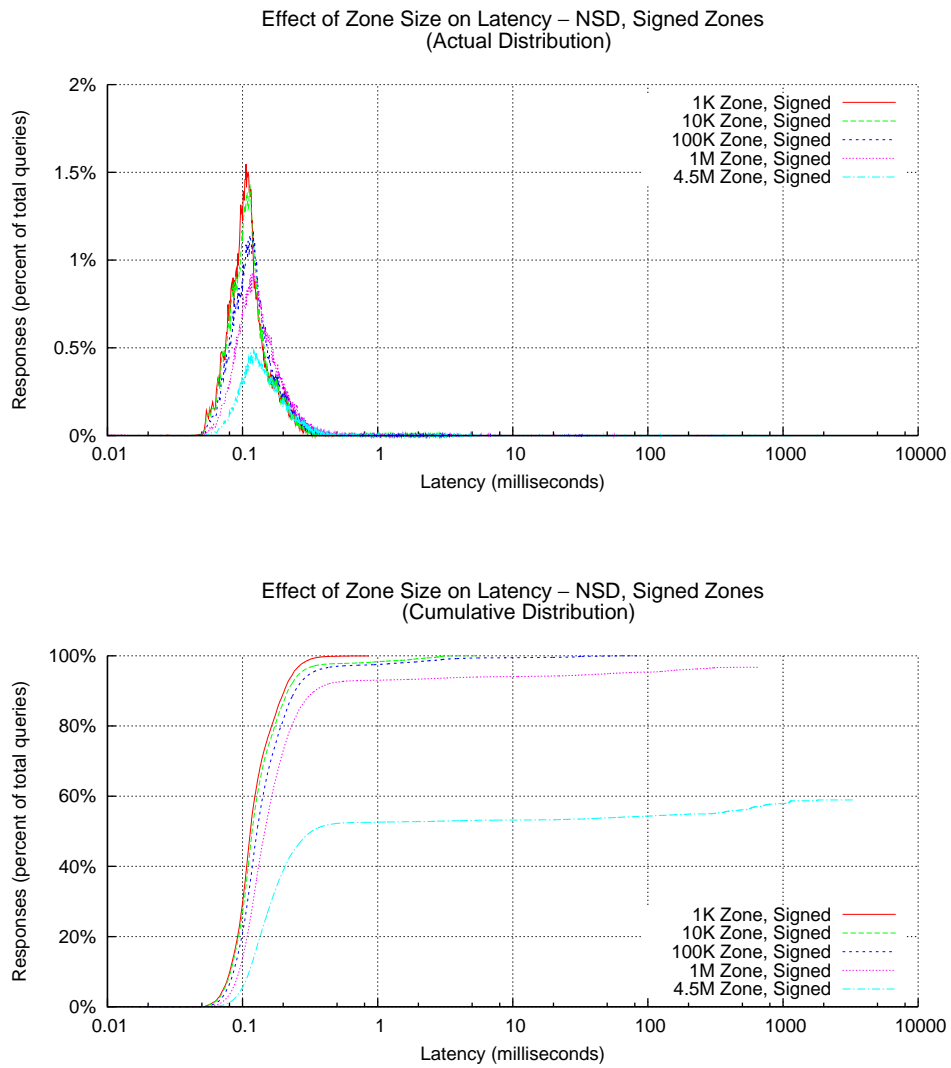 Effect of Zone Size on Latency – NSD, Signed Zones
(Actual Distribution)
2%
1.5%
1%
0.5%
0%
Responses (percent of total queries)
1K Zone, Signed
10K Zone, Signed
100K Zone, Signed
1M Zone, Signed
4.5M Zone, Signed
0.01 0.1 1 10 100 1000 10000
Latency (milliseconds)
Effect of Zone Size on Latency – NSD, Signed Zones
(Cumulative Distribution)
100%
80%
60%
40%
20%
0%
Responses (percent of total queries)
1K Zone, Signed
10K Zone, Signed
100K Zone, Signed
1M Zone, Signed
4.5M Zone, Signed
0.01 0.1 1 10 100 1000 10000
Latency (milliseconds)